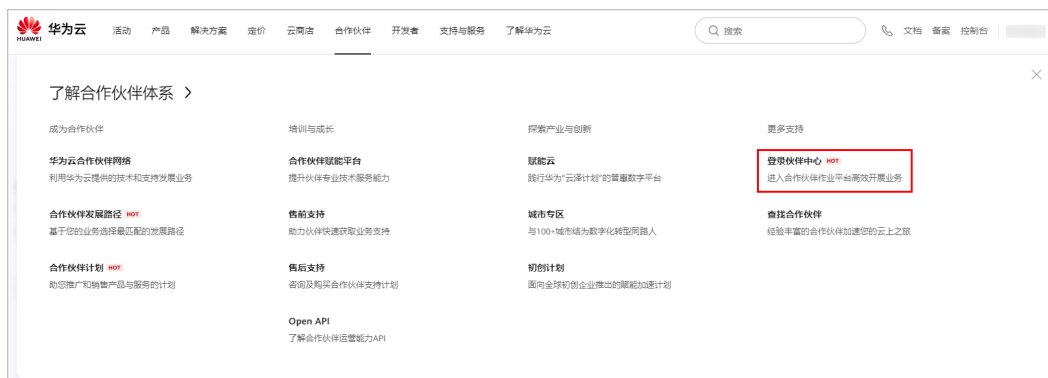 HUAWEI
华为云
活动 产品 解决方案 定价 云商店 合作伙伴 开发者 支持与服务 了解华为云
搜索
文档 备案 控制台
了解合作伙伴体系
成为合作伙伴
华为云合作伙伴网络
利用华为云提供的技术和支持发展业务
合作伙伴发展路径 HOT
基于您的业务选择最匹配的发展路径
合作伙伴计划 HOT
助您推广和销售产品与服务的计划
培训与成长
合作伙伴赋能平台
提升伙伴专业技术服务能力
售前支持
助力伙伴快速获取业务支持
售后支持
咨询及购买合作伙伴支持计划
Open API
了解合作伙伴运营能力API
探索产业与创新
赋能云
践行华为“云泽计划”的普惠数字平台
城市专区
与100+城市结为数字化转型同路人
初创计划
面向全球初创企业推出的赋能加速计划
更多支持
登录伙伴中心 HOT
进入合作伙伴作业平台高效开展业务
查找合作伙伴
经验丰富的合作伙伴加速您的云上之旅